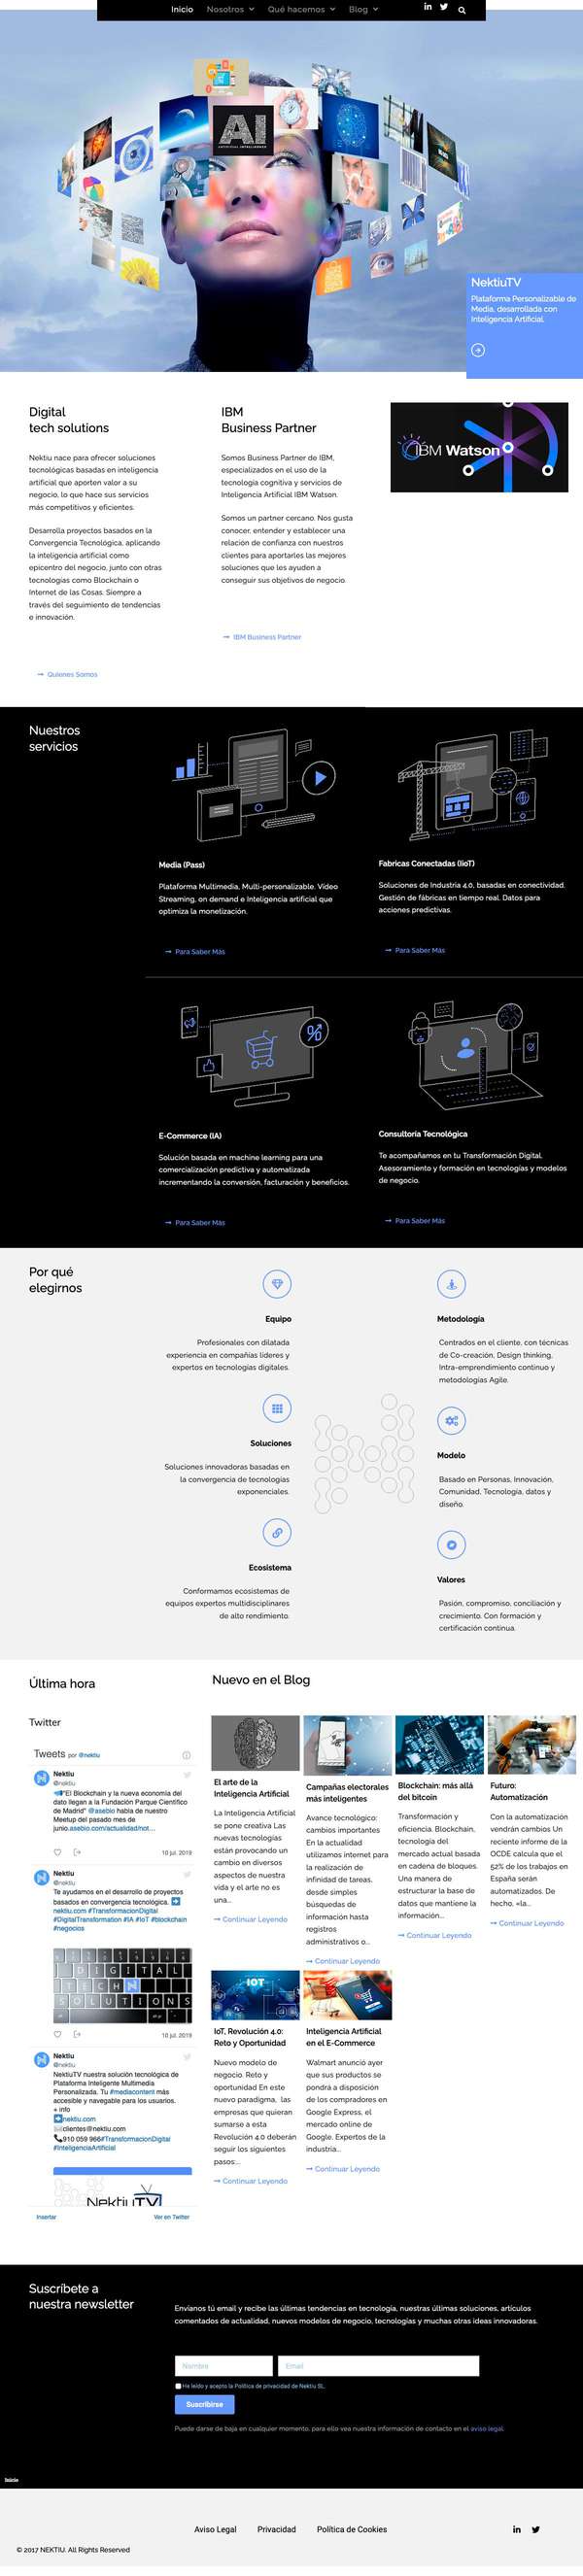 Inicio Nosotros Qué hacemos Blog
AI
ARTIFICIAL INTELLIGENCE
NektiuTV
Plataforma Personalizable de
Media, desarrollada con
Inteligencia Artificial.
Digital
tech solutions
Nektiu nace para ofrecer soluciones
tecnológicas basadas en inteligencia
artificial que aporten valor a su
negocio, lo que hace sus servicios
más competitivos y eficientes.
Desarrolla proyectos basados en la
Convergencia Tecnológica, aplicando
la inteligencia artificial como
epicentro del negocio, junto con otras
tecnologías como Blockchain o
Internet de las Cosas. Siempre a
través del seguimiento de tendencias
e innovación.
→ Quienes Somos
IBM
Business Partner
Somos Business Partner de IBM,
especializados en el uso de la
tecnología cognitiva y servicios de
Inteligencia Artificial IBM Watson.
Somos un partner cercano. Nos gusta
conocer, entender y establecer una
relación de confianza con nuestros
clientes para aportarles las mejores
soluciones que les ayuden a
conseguir sus objetivos de negocio.
→ IBM Business Partner
IBM Watson
Nuestros
servicios
Media (Pass)
Plataforma Multimedia, Multi-personalizable. Vídeo
Streaming, on demand e Inteligencia artificial que
optimiza la monetización.
→ Para Saber Más
Fabricas Conectadas (IioT)
Soluciones de Industria 4.0, basadas en conectividad.
Gestión de fábricas en tiempo real. Datos para
acciones predictivas.
→ Para Saber Más
E-Commerce (IA)
Solución basada en machine learning para una
comercialización predictiva y automatizada
incrementando la conversión, facturación y beneficios.
→ Para Saber Más
Consultoría Tecnológica
Te acompañamos en tu Transformación Digital.
Asesoramiento y formación en tecnologías y modelos
de negocio.
→ Para Saber Más
Por qué
elegirnos
Equipo
Profesionales con dilatada
experiencia en compañías líderes y
expertos en tecnologías digitales.
Soluciones
Soluciones innovadoras basadas en
la convergencia de tecnologías
exponenciales.
Ecosistema
Conformamos ecosistemas de
equipos expertos multidisciplinares
de alto rendimiento.
Metodología
Centrados en el cliente, con técnicas
de Co-creación, Design thinking,
Intra-emprendimiento continuo y
metodologías Agile.
Modelo
Basado en Personas, Innovación,
Comunidad, Tecnología, datos y
diseño.
Valores
Pasión, compromiso, conciliación y
crecimiento. Con formación y
certificación continua.
Última hora
Twitter
Tweets por @nektiu
Nektiu
@nektiu
"El Blockchain y la nueva economía del
dato llegan a la Fundación Parque Científico
de Madrid" @asebio habla de nuestro
Meetup del pasado mes de
junio.asebio.com/actualidad/not…
10 jul. 2019
Nektiu
@nektiu
Te ayudamos en el desarrollo de proyectos
basados en convergencia tecnológica.
nektiu.com #TransformacionDigital
#DigitalTransformation #IA #IoT #blockchain
#negocios
DIGITAL
TECH N
SOLUTIONS
10 jul. 2019
Nektiu
@nektiu
NektiuTV nuestra solución tecnológica de
Plataforma Inteligente Multimedia
Personalizada. Tu #mediacontent más
accesible y navegable para los usuarios.
+ info
nektiu.com
clientes@nektiu.com
910 059 966#TransformacionDigital
#InteligenciaArtificial
NektiuTV
Insertar Ver en Twitter
Nuevo en el Blog
El arte de la
Inteligencia Artificial
La Inteligencia Artificial
se pone creativa Las
nuevas tecnologías
están provocando un
cambio en diversos
aspectos de nuestra
vida y el arte no es
una...
→ Continuar Leyendo
Campañas electorales
más inteligentes
Avance tecnológico:
cambios importantes
En la actualidad
utilizamos internet para
la realización de
infinidad de tareas,
desde simples
búsquedas de
información hasta
registros
administrativos o...
→ Continuar Leyendo
Blockchain: más allá
del bitcoin
Transformación y
eficiencia. Blockchain,
tecnología del
mercado actual basada
en cadena de bloques.
Una manera de
estructurar la base de
datos que mantiene la
información...
→ Continuar Leyendo
Futuro:
Automatización
Con la automatización
vendrán cambios Un
reciente informe de la
OCDE calcula que el
52% de los trabajos en
España serán
automatizados. De
hecho, «la...
→ Continuar Leyendo
IOT
IoT, Revolución 4.0:
Reto y Oportunidad
Nuevo modelo de
negocio. Reto y
oportunidad En este
nuevo paradigma, las
empresas que quieran
sumarse a esta
Revolución 4.0 deberán
seguir los siguientes
pasos:...
→ Continuar Leyendo
Inteligencia Artificial
en el E-Commerce
Walmart anunció ayer
que sus productos se
pondrá a disposición
de los compradores en
Google Express, el
mercado online de
Google. Expertos de la
industria...
→ Continuar Leyendo
Suscríbete a
nuestra newsletter
Envíanos tú email y recibe las últimas tendencias en tecnología, nuestras últimas soluciones, artículos
comentados de actualidad, nuevos modelos de negocio, tecnologías y muchas otras ideas innovadoras.
Nombre Email
He leído y acepto la Política de privacidad de Nektiu SL.
Suscribirse
Puede darse de baja en cualquier momento, para ello vea nuestra información de contacto en el aviso legal.
Inicio
Aviso Legal Privacidad Política de Cookies
© 2017 NEKTIU. All Rights Reserved